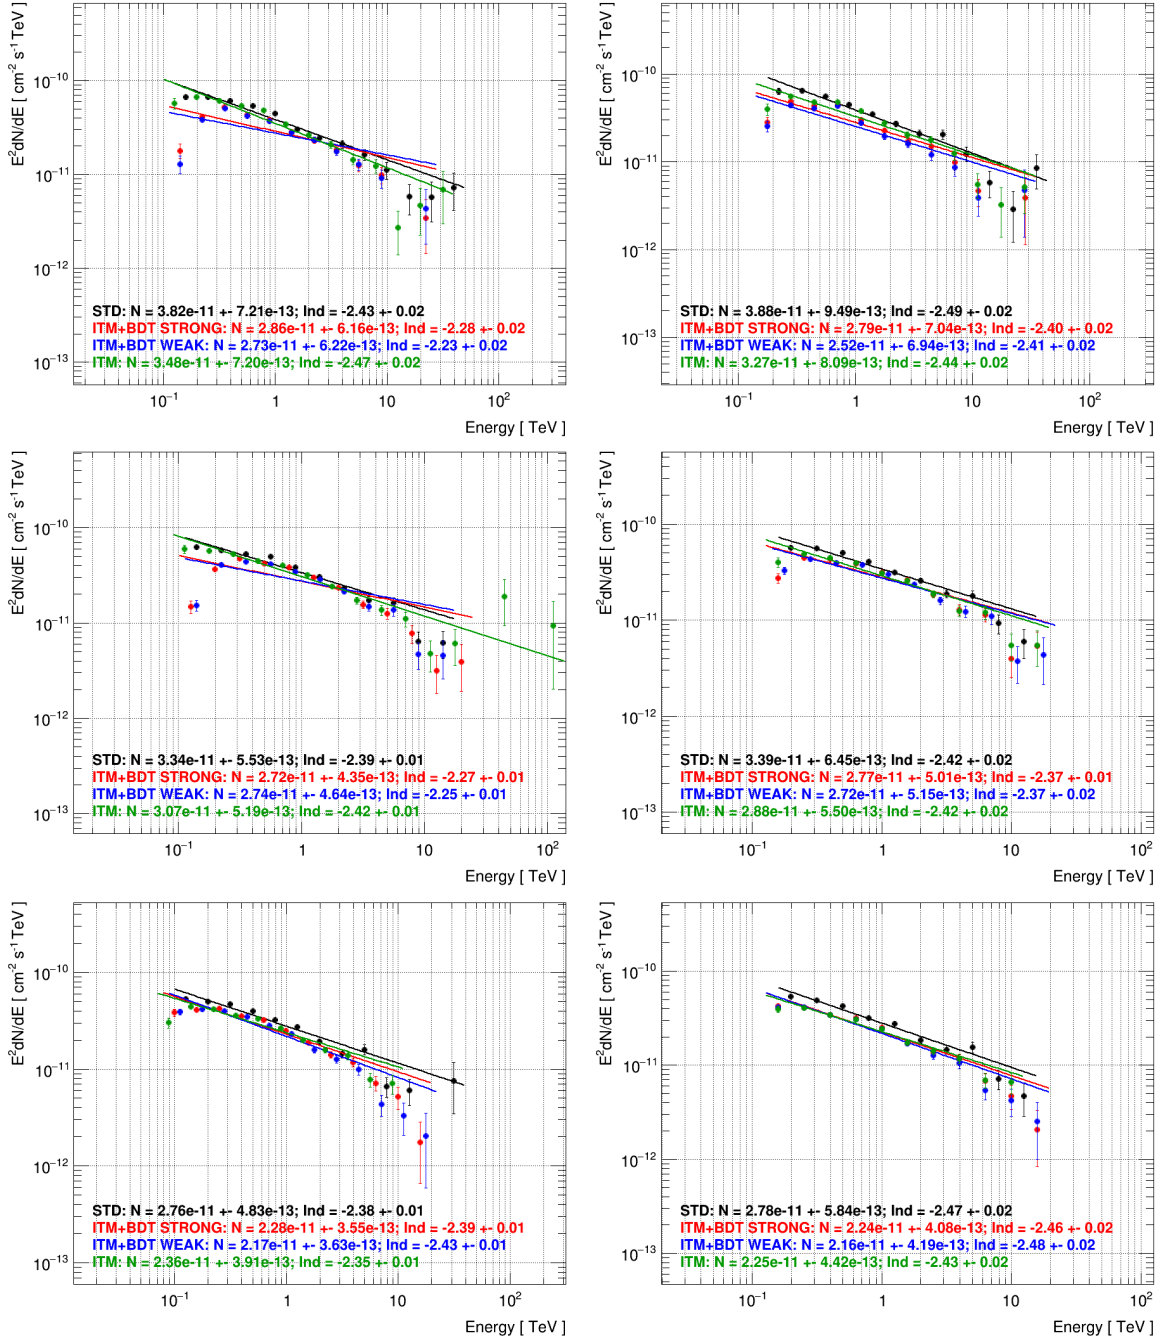 E²dN/dE [ cm⁻² s⁻¹ TeV ]
10⁻¹⁰
10⁻¹¹
10⁻¹²
10⁻¹³
STD: N = 3.82e-11 +- 7.21e-13; Ind = -2.43 +- 0.02
ITM+BDT STRONG: N = 2.86e-11 +- 6.16e-13; Ind = -2.28 +- 0.02
ITM+BDT WEAK: N = 2.73e-11 +- 6.22e-13; Ind = -2.23 +- 0.02
ITM: N = 3.48e-11 +- 7.20e-13; Ind = -2.47 +- 0.02
10⁻¹ 1 10 10²
Energy [ TeV ]
E²dN/dE [ cm⁻² s⁻¹ TeV ]
10⁻¹⁰
10⁻¹¹
10⁻¹²
10⁻¹³
STD: N = 3.88e-11 +- 9.49e-13; Ind = -2.49 +- 0.02
ITM+BDT STRONG: N = 2.79e-11 +- 7.04e-13; Ind = -2.40 +- 0.02
ITM+BDT WEAK: N = 2.52e-11 +- 6.94e-13; Ind = -2.41 +- 0.02
ITM: N = 3.27e-11 +- 8.09e-13; Ind = -2.44 +- 0.02
10⁻¹ 1 10 10²
Energy [ TeV ]
E²dN/dE [ cm⁻² s⁻¹ TeV ]
10⁻¹⁰
10⁻¹¹
10⁻¹²
10⁻¹³
STD: N = 3.34e-11 +- 5.53e-13; Ind = -2.39 +- 0.01
ITM+BDT STRONG: N = 2.72e-11 +- 4.35e-13; Ind = -2.27 +- 0.01
ITM+BDT WEAK: N = 2.74e-11 +- 4.64e-13; Ind = -2.25 +- 0.01
ITM: N = 3.07e-11 +- 5.19e-13; Ind = -2.42 +- 0.01
10⁻¹ 1 10 10²
Energy [ TeV ]
E²dN/dE [ cm⁻² s⁻¹ TeV ]
10⁻¹⁰
10⁻¹¹
10⁻¹²
10⁻¹³
STD: N = 3.39e-11 +- 6.45e-13; Ind = -2.42 +- 0.02
ITM+BDT STRONG: N = 2.77e-11 +- 5.01e-13; Ind = -2.37 +- 0.01
ITM+BDT WEAK: N = 2.72e-11 +- 5.15e-13; Ind = -2.37 +- 0.02
ITM: N = 2.88e-11 +- 5.50e-13; Ind = -2.42 +- 0.02
10⁻¹ 1 10 10²
Energy [ TeV ]
E²dN/dE [ cm⁻² s⁻¹ TeV ]
10⁻¹⁰
10⁻¹¹
10⁻¹²
10⁻¹³
STD: N = 2.76e-11 +- 4.83e-13; Ind = -2.38 +- 0.01
ITM+BDT STRONG: N = 2.28e-11 +- 3.55e-13; Ind = -2.39 +- 0.01
ITM+BDT WEAK: N = 2.17e-11 +- 3.63e-13; Ind = -2.43 +- 0.01
ITM: N = 2.36e-11 +- 3.91e-13; Ind = -2.35 +- 0.01
10⁻¹ 1 10 10²
Energy [ TeV ]
E²dN/dE [ cm⁻² s⁻¹ TeV ]
10⁻¹⁰
10⁻¹¹
10⁻¹²
10⁻¹³
STD: N = 2.78e-11 +- 5.84e-13; Ind = -2.47 +- 0.02
ITM+BDT STRONG: N = 2.24e-11 +- 4.08e-13; Ind = -2.46 +- 0.02
ITM+BDT WEAK: N = 2.16e-11 +- 4.19e-13; Ind = -2.48 +- 0.02
ITM: N = 2.25e-11 +- 4.42e-13; Ind = -2.43 +- 0.02
10⁻¹ 1 10 10²
Energy [ TeV ]